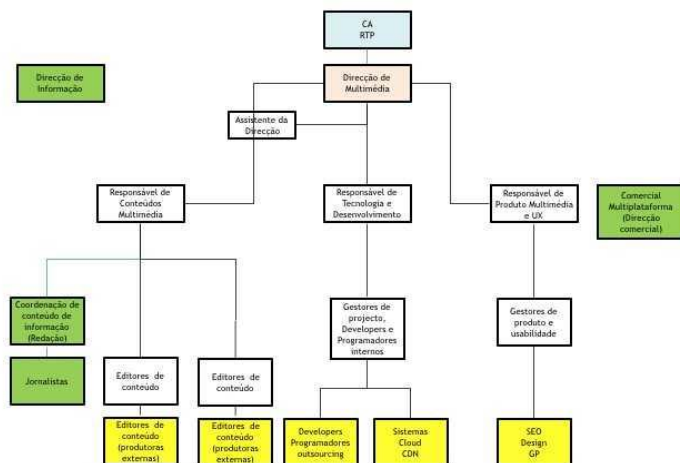 CA
RTP
Direcção de
Informação
Direcção de
Multimédia
Assistente da
Direcção
Responsável de
Conteúdos
Multimédia
Responsável de
Tecnologia e
Desenvolvimento
Responsável de
Produto Multimédia
e UX
Comercial
Multiplataforma
(Direcção
comercial)
Coordenação de
conteúdo de
informação
(Redação)
Gestores de
projecto,
Developers e
Programadores
internos
Gestores de
produto e
usabilidade
Jornalistas
Editores de
conteúdo
Editores de
conteúdo
Editores de
conteúdo
(produtoras
externas)
Editores de
conteúdo
(produtoras
externas)
Developers
Programadores
outsourcing
Sistemas
Cloud
CDN
SEO
Design
GP